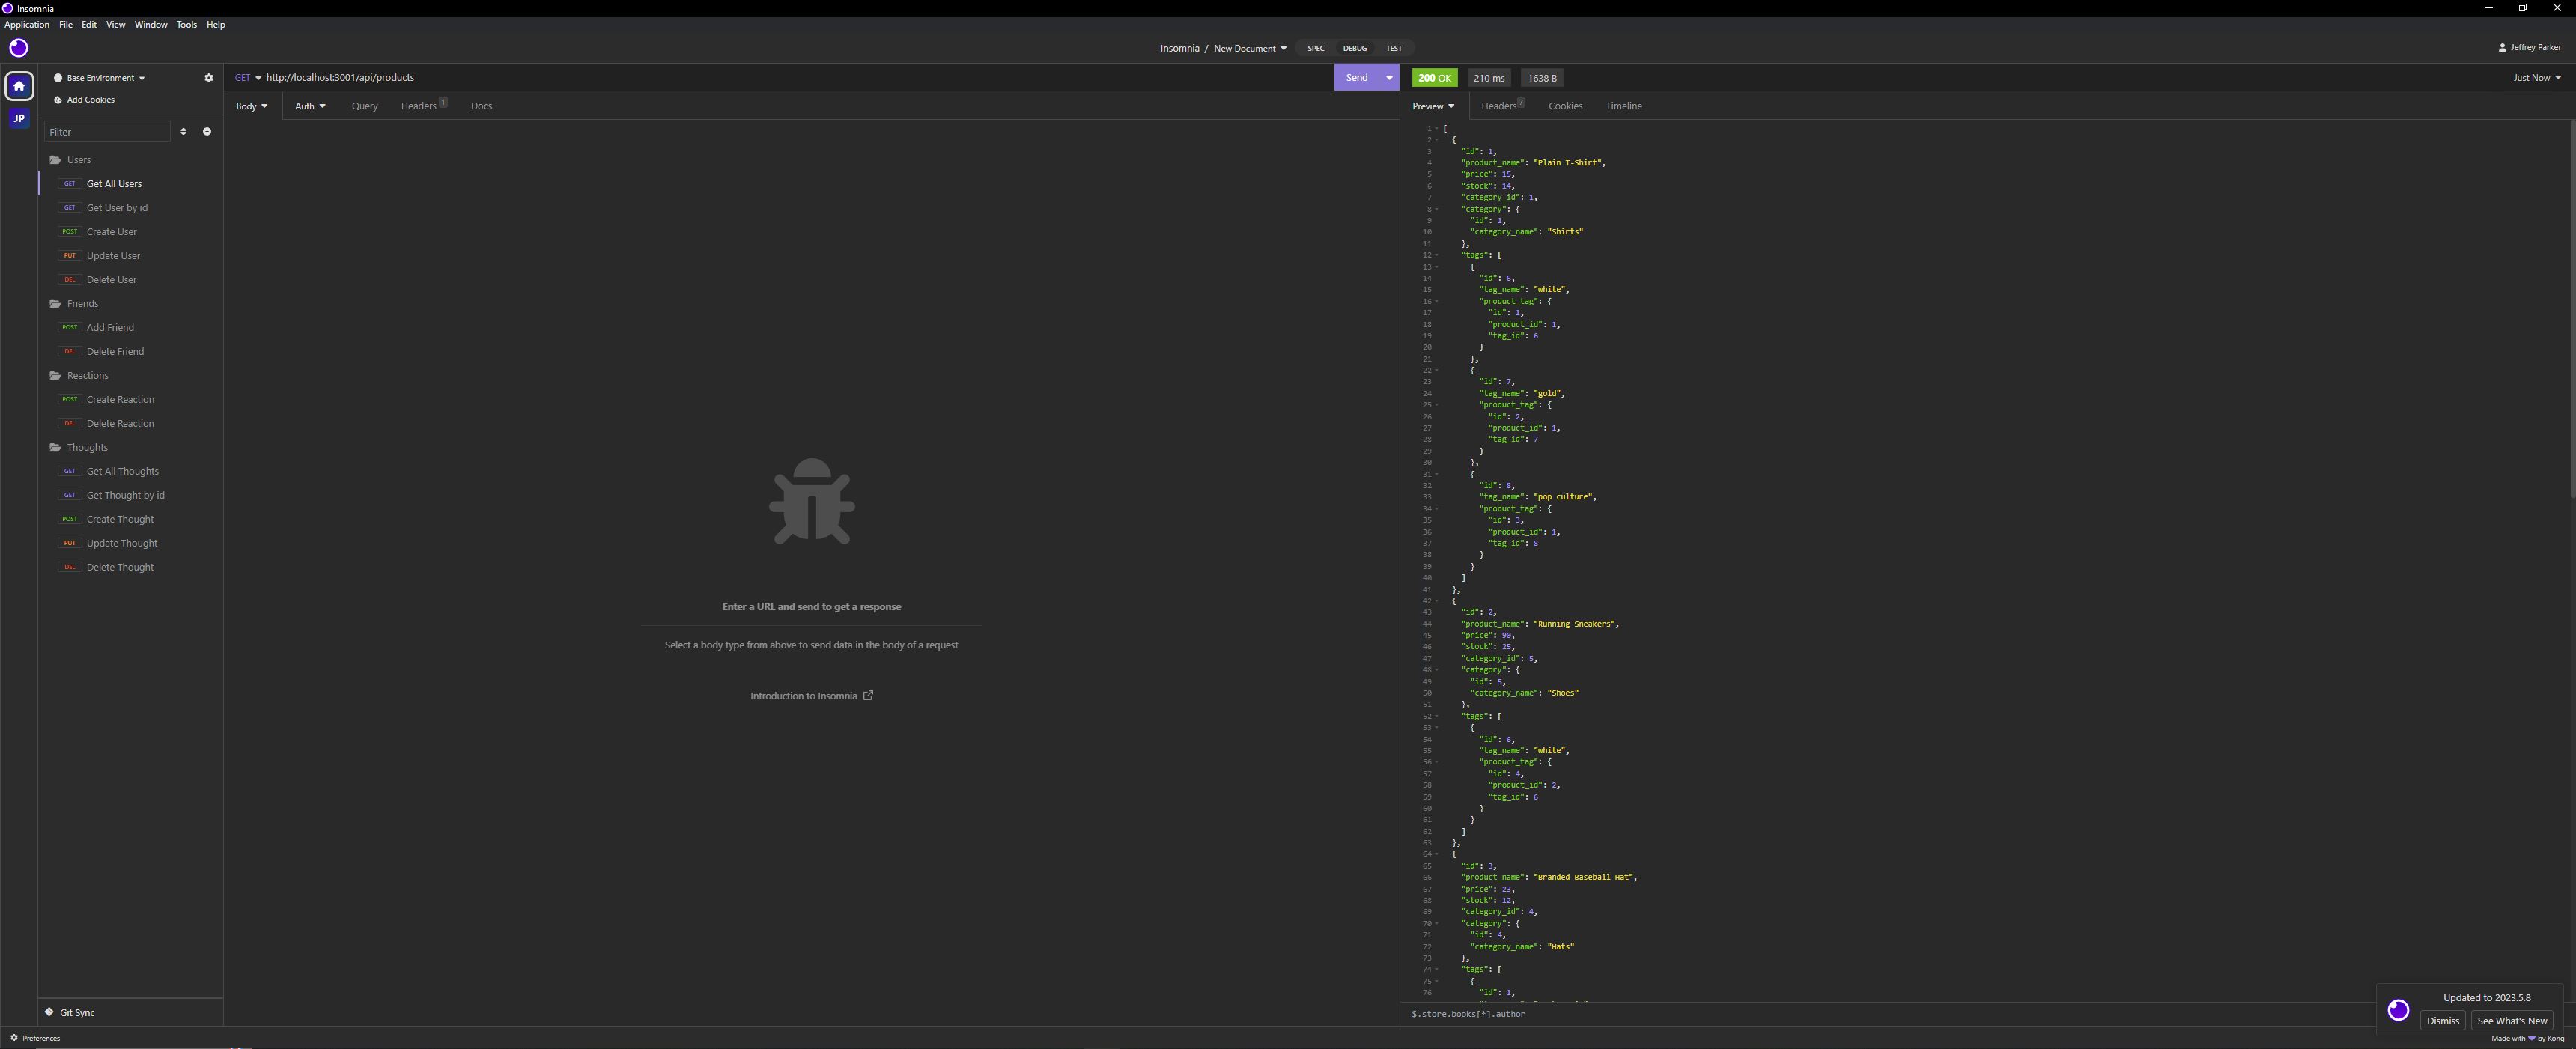 Insomnia
Application File Edit View Window Tools Help
Insomnia / New Document SPEC DEBUG TEST Jeffrey Parker
Base Environment
Add Cookies
JP
Filter
Users
GET Get All Users
GET Get User by id
POST Create User
PUT Update User
DEL Delete User
Friends
POST Add Friend
DEL Delete Friend
Reactions
POST Create Reaction
DEL Delete Reaction
Thoughts
GET Get All Thoughts
GET Get Thought by id
POST Create Thought
PUT Update Thought
DEL Delete Thought
Git Sync
Preferences
GET http://localhost:3001/api/products Send
Body Auth Query Headers 1 Docs
Enter a URL and send to get a response
Select a body type from above to send data in the body of a request
Introduction to Insomnia
200 OK 210 ms 1638 B Just Now
Preview Headers 7 Cookies Timeline
1 [
2 {
3 "id": 1,
4 "product_name": "Plain T-Shirt",
5 "price": 15,
6 "stock": 14,
7 "category_id": 1,
8 "category": {
9 "id": 1,
10 "category_name": "Shirts"
11 },
12 "tags": [
13 {
14 "id": 6,
15 "tag_name": "white",
16 "product_tag": {
17 "id": 1,
18 "product_id": 1,
19 "tag_id": 6
20 }
21 },
22 {
23 "id": 7,
24 "tag_name": "gold",
25 "product_tag": {
26 "id": 2,
27 "product_id": 1,
28 "tag_id": 7
29 }
30 },
31 {
32 "id": 8,
33 "tag_name": "pop culture",
34 "product_tag": {
35 "id": 3,
36 "product_id": 1,
37 "tag_id": 8
38 }
39 }
40 ]
41 },
42 {
43 "id": 2,
44 "product_name": "Running Sneakers",
45 "price": 90,
46 "stock": 25,
47 "category_id": 5,
48 "category": {
49 "id": 5,
50 "category_name": "Shoes"
51 },
52 "tags": [
53 {
54 "id": 6,
55 "tag_name": "white",
56 "product_tag": {
57 "id": 4,
58 "product_id": 2,
59 "tag_id": 6
60 }
61 }
62 ]
63 },
64 {
65 "id": 3,
66 "product_name": "Branded Baseball Hat",
67 "price": 23,
68 "stock": 12,
69 "category_id": 4,
70 "category": {
71 "id": 4,
72 "category_name": "Hats"
73 },
74 "tags": [
75 {
76 "id": 1,
$.store.books[*].author
Updated to 2023.5.8
Dismiss See What's New
Made with ❤ by Kong